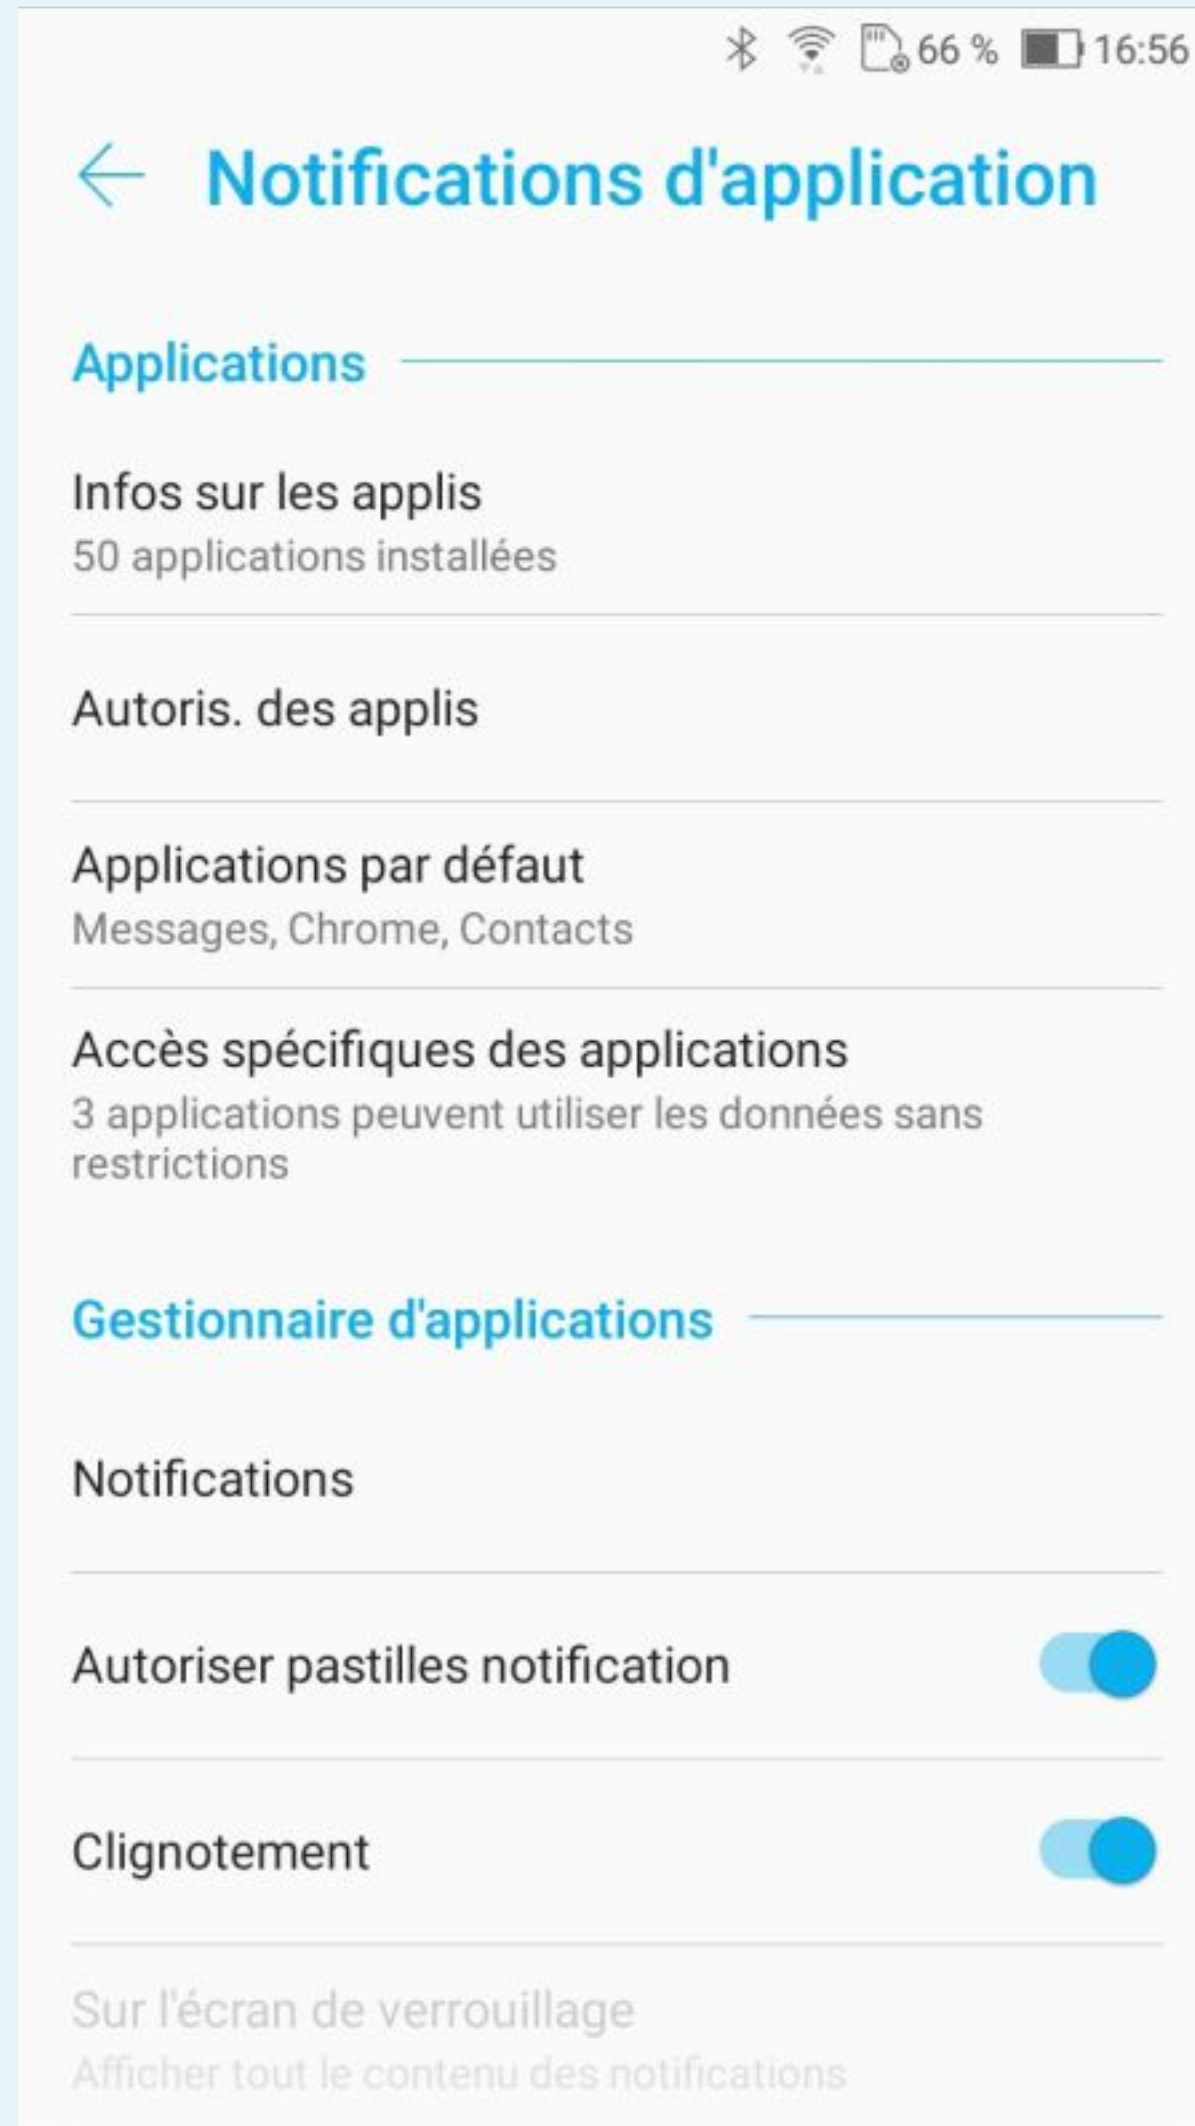 66 % 16:56
Notifications d'application
Applications
Infos sur les applis
50 applications installées
Autoris. des applis
Applications par défaut
Messages, Chrome, Contacts
Accès spécifiques des applications
3 applications peuvent utiliser les données sans
restrictions
Gestionnaire d'applications
Notifications
Autoriser pastilles notification
Clignotement
Sur l'écran de verrouillage
Afficher tout le contenu des notifications